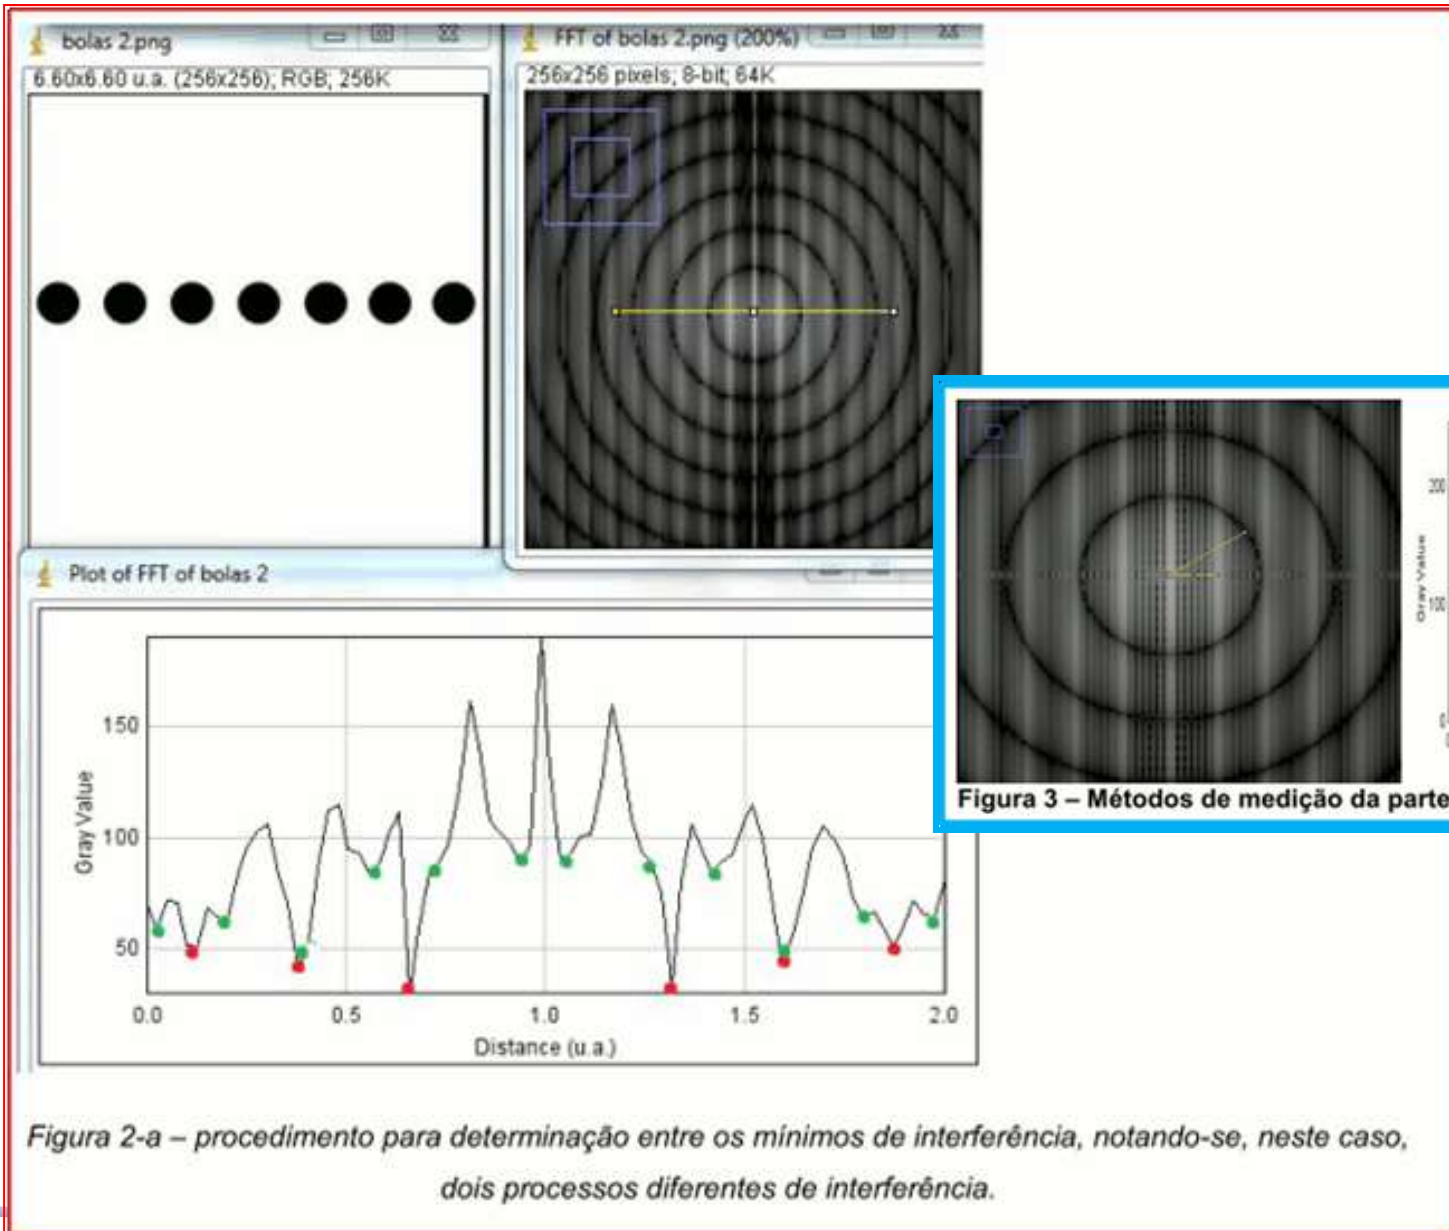 bolas 2.png
6.60x6.60 u.a. (256x256); RGB; 256K
FFT of bolas 2.png (200%)
256x256 pixels; 8-bit; 64K
Plot of FFT of bolas 2
150
100
50
Gray Value
0.0 0.5 1.0 1.5 2.0
Distance (u.a.)
200
100
Gray Value
Figura 3 – Métodos de medição da parte
Figura 2-a – procedimento para determinação entre os mínimos de interferência, notando-se, neste caso,
dois processos diferentes de interferência.